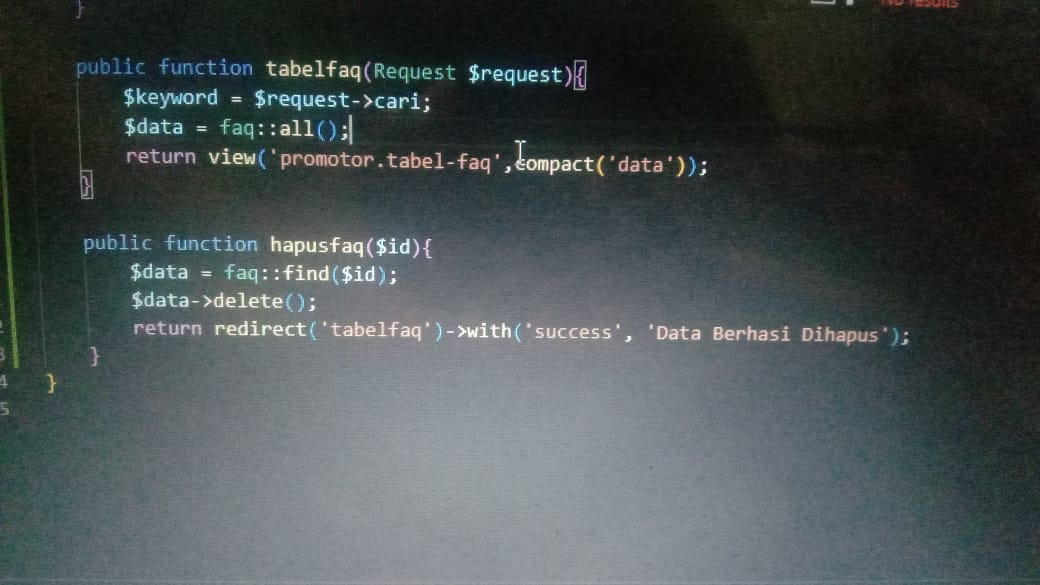 No results
}
public function tabelfaq(Request $request){
$keyword = $request->cari;
$data = faq::all();
return view('promotor.tabel-faq',compact('data'));
}
public function hapusfaq($id){
$data = faq::find($id);
$data->delete();
return redirect('tabelfaq')->with('success', 'Data Berhasi Dihapus');
}
}